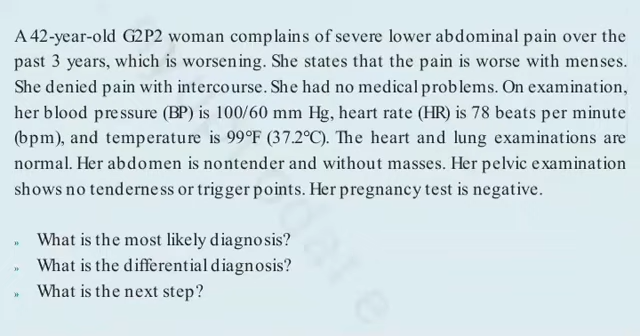 A 42-year-old G2P2 woman complains of severe lower abdominal pain over the
past 3 years, which is worsening. She states that the pain is worse with menses.
She denied pain with intercourse. She had no medical problems. On examination,
her blood pressure (BP) is 100/60 mm Hg, heart rate (HR) is 78 beats per minute
(bpm), and temperature is 99°F (37.2°C). The heart and lung examinations are
normal. Her abdomen is nontender and without masses. Her pelvic examination
shows no tenderness or trigger points. Her pregnancy test is negative.
» What is the most likely diagnosis?
» What is the differential diagnosis?
» What is the next step?